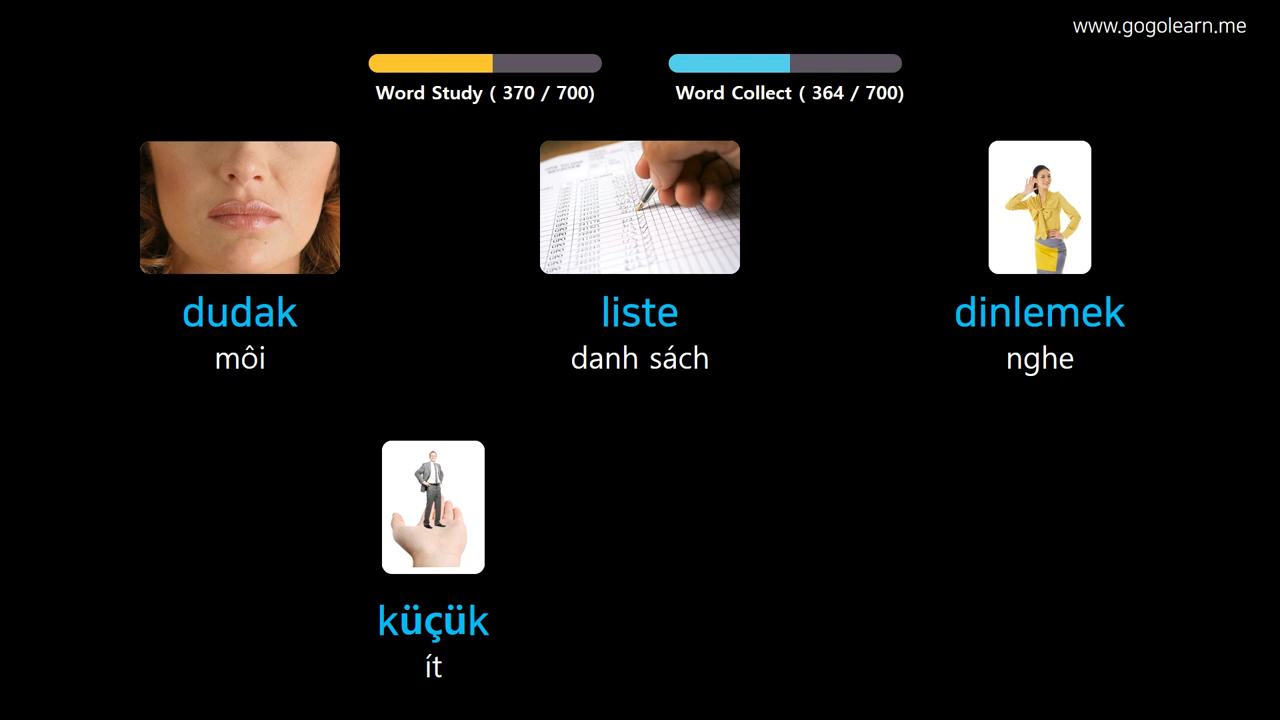 www.gogolearn.me
Word Study ( 370 / 700)
Word Collect ( 364 / 700)
dudak
môi
liste
danh sách
dinlemek
nghe
küçük
ít